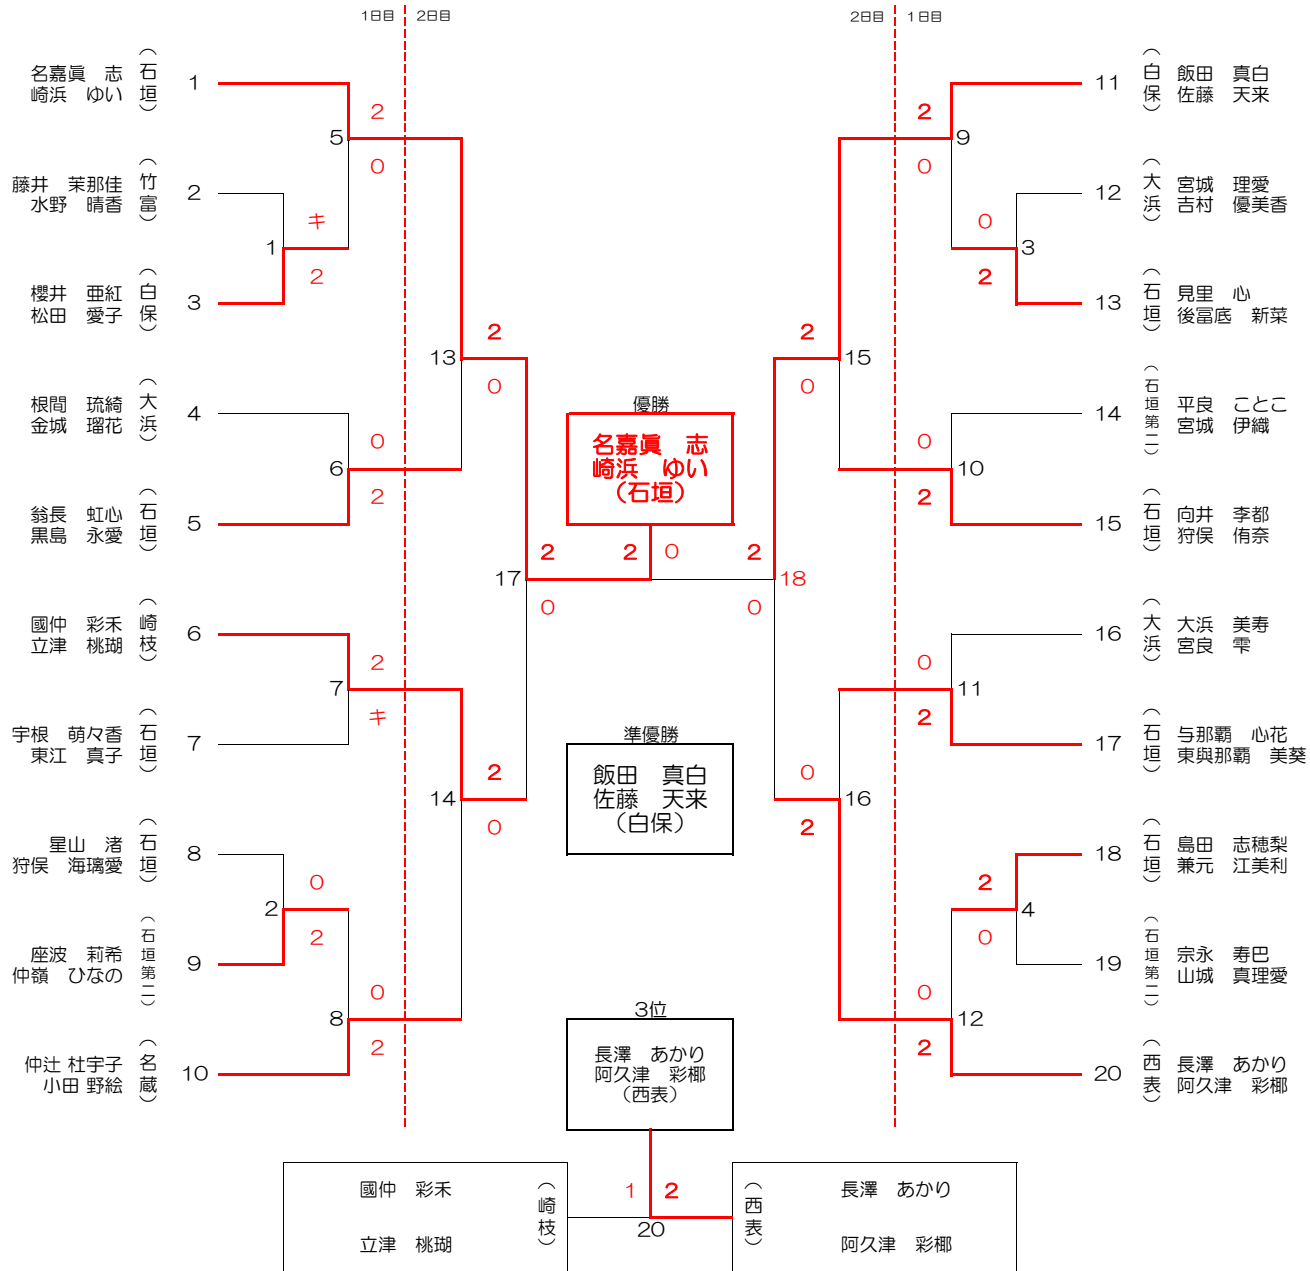 1日目 2日目
2日目 1日目
名嘉眞 志
崎浜 ゆい
（石垣）
1
藤井 茉那佳
水野 晴香
（竹富）
2
櫻井 亜紅
松田 愛子
（白保）
3
根間 琉綺
金城 瑠花
（大浜）
4
翁長 虹心
黒島 永愛
（石垣）
5
國仲 彩禾
立津 桃瑚
（崎枝）
6
宇根 萌々香
東江 真子
（石垣）
7
星山 渚
狩俣 海璃愛
（石垣）
8
座波 莉希
仲嶺 ひなの
（石垣第二）
9
仲辻 杜宇子
小田 野絵
（名蔵）
10
5
2
0
1
キ
2
13
2
0
6
0
2
17
2
0
7
2
キ
14
2
0
2
0
2
8
0
2
優勝
名嘉眞 志
崎浜 ゆい
（石垣）
2
0
準優勝
飯田 真白
佐藤 天来
（白保）
3位
長澤 あかり
阿久津 彩椰
（西表）
1
2
20
國仲 彩禾
立津 桃瑚
（崎枝）
（西表）
長澤 あかり
阿久津 彩椰
2
0
9
0
2
3
2
0
15
0
2
10
2
0
18
0
2
11
0
2
16
2
0
4
0
2
12
11
（白保）
飯田 真白
佐藤 天来
12
（大浜）
宮城 理愛
吉村 優美香
13
（石垣）
見里 心
後冨底 新菜
14
（石垣第二）
平良 ことこ
宮城 伊織
15
（石垣）
向井 李都
狩俣 侑奈
16
（大浜）
大浜 美寿
宮良 雫
17
（石垣）
与那覇 心花
東與那覇 美葵
18
（石垣）
島田 志穂梨
兼元 江美利
19
（石垣第二）
宗永 寿巴
山城 真理愛
20
（西表）
長澤 あかり
阿久津 彩椰